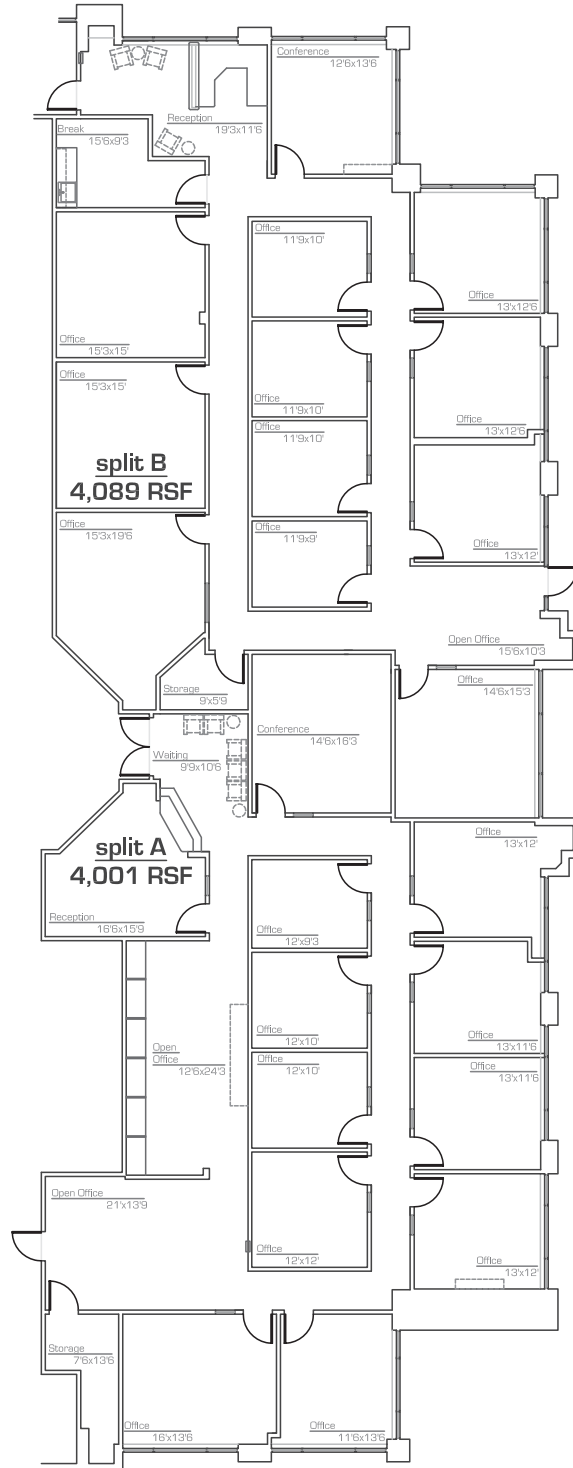 Conference
12'6x13'6
Reception
19'3x11'6
Break
15'6x9'3
Office
11'9x10'
Office
13'x12'6
Office
15'3x15'
Office
15'3x15'
Office
11'9x10'
Office
13'x12'6
Office
11'9x10'
split B
4,089 RSF
Office
15'3x19'6
Office
11'9x9'
Office
13'x12'
Open Office
15'6x10'3
Storage
9'x5'9
Office
14'6x15'3
Conference
14'6x16'3
Waiting
9'9x10'6
Office
13'x12'
split A
4,001 RSF
Reception
16'6x15'9
Office
12'x9'3
Office
12'x10'
Office
13'x11'6
Open
Office
12'6x24'3
Office
12'x10'
Office
13'x11'6
Open Office
21'x13'9
Office
12'x12'
Office
13'x12'
Storage
7'6x13'6
Office
16'x13'6
Office
11'6x13'6